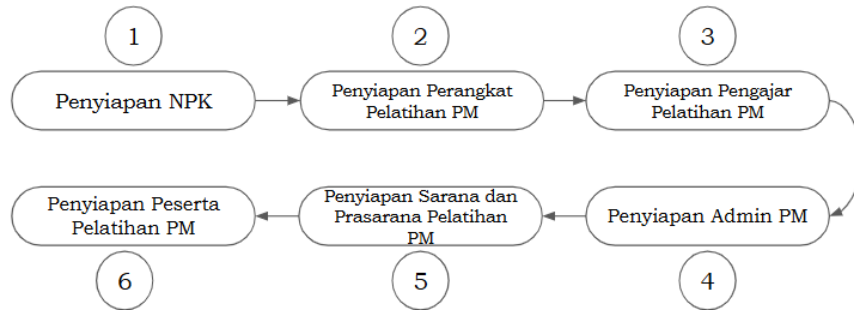 1
2
3
Penyiapan NPK
Penyiapan Perangkat
Pelatihan PM
Penyiapan Pengajar
Pelatihan PM
Penyiapan Admin PM
4
Penyiapan Sarana dan
Prasarana Pelatihan
PM
5
Penyiapan Peserta
Pelatihan PM
6